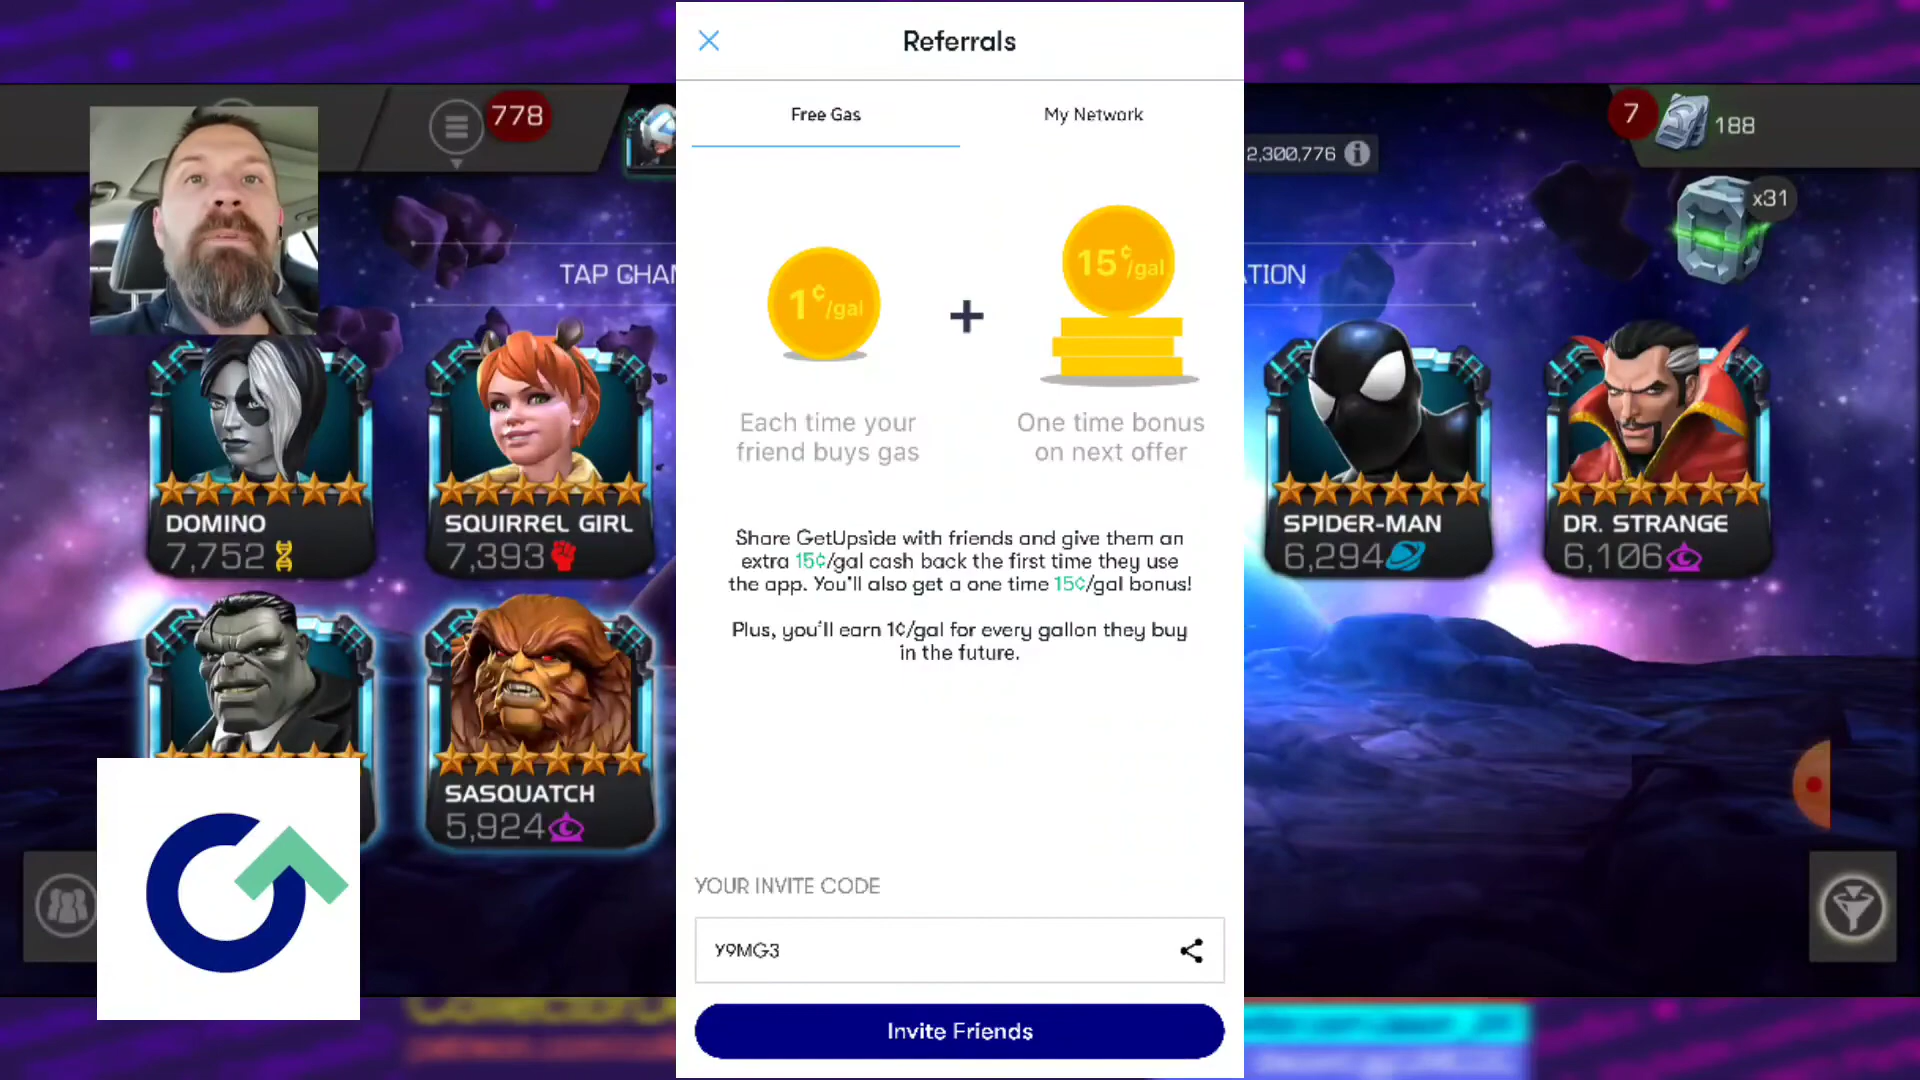 Referrals
Free Gas
My Network
778
7
188
2,300,776
x31
TAP CHAM
ATION
1¢/gal
+
15¢/gal
Each time your
friend buys gas
One time bonus
on next offer
Share GetUpside with friends and give them an
extra 15¢/gal cash back the first time they use
the app. You'll also get a one time 15¢/gal bonus!
Plus, you'll earn 1¢/gal for every gallon they buy
in the future.
DOMINO
7,752
SQUIRREL GIRL
7,393
SPIDER-MAN
6,294
DR. STRANGE
6,106
SASQUATCH
5,924
YOUR INVITE CODE
Y9MG3
Invite Friends